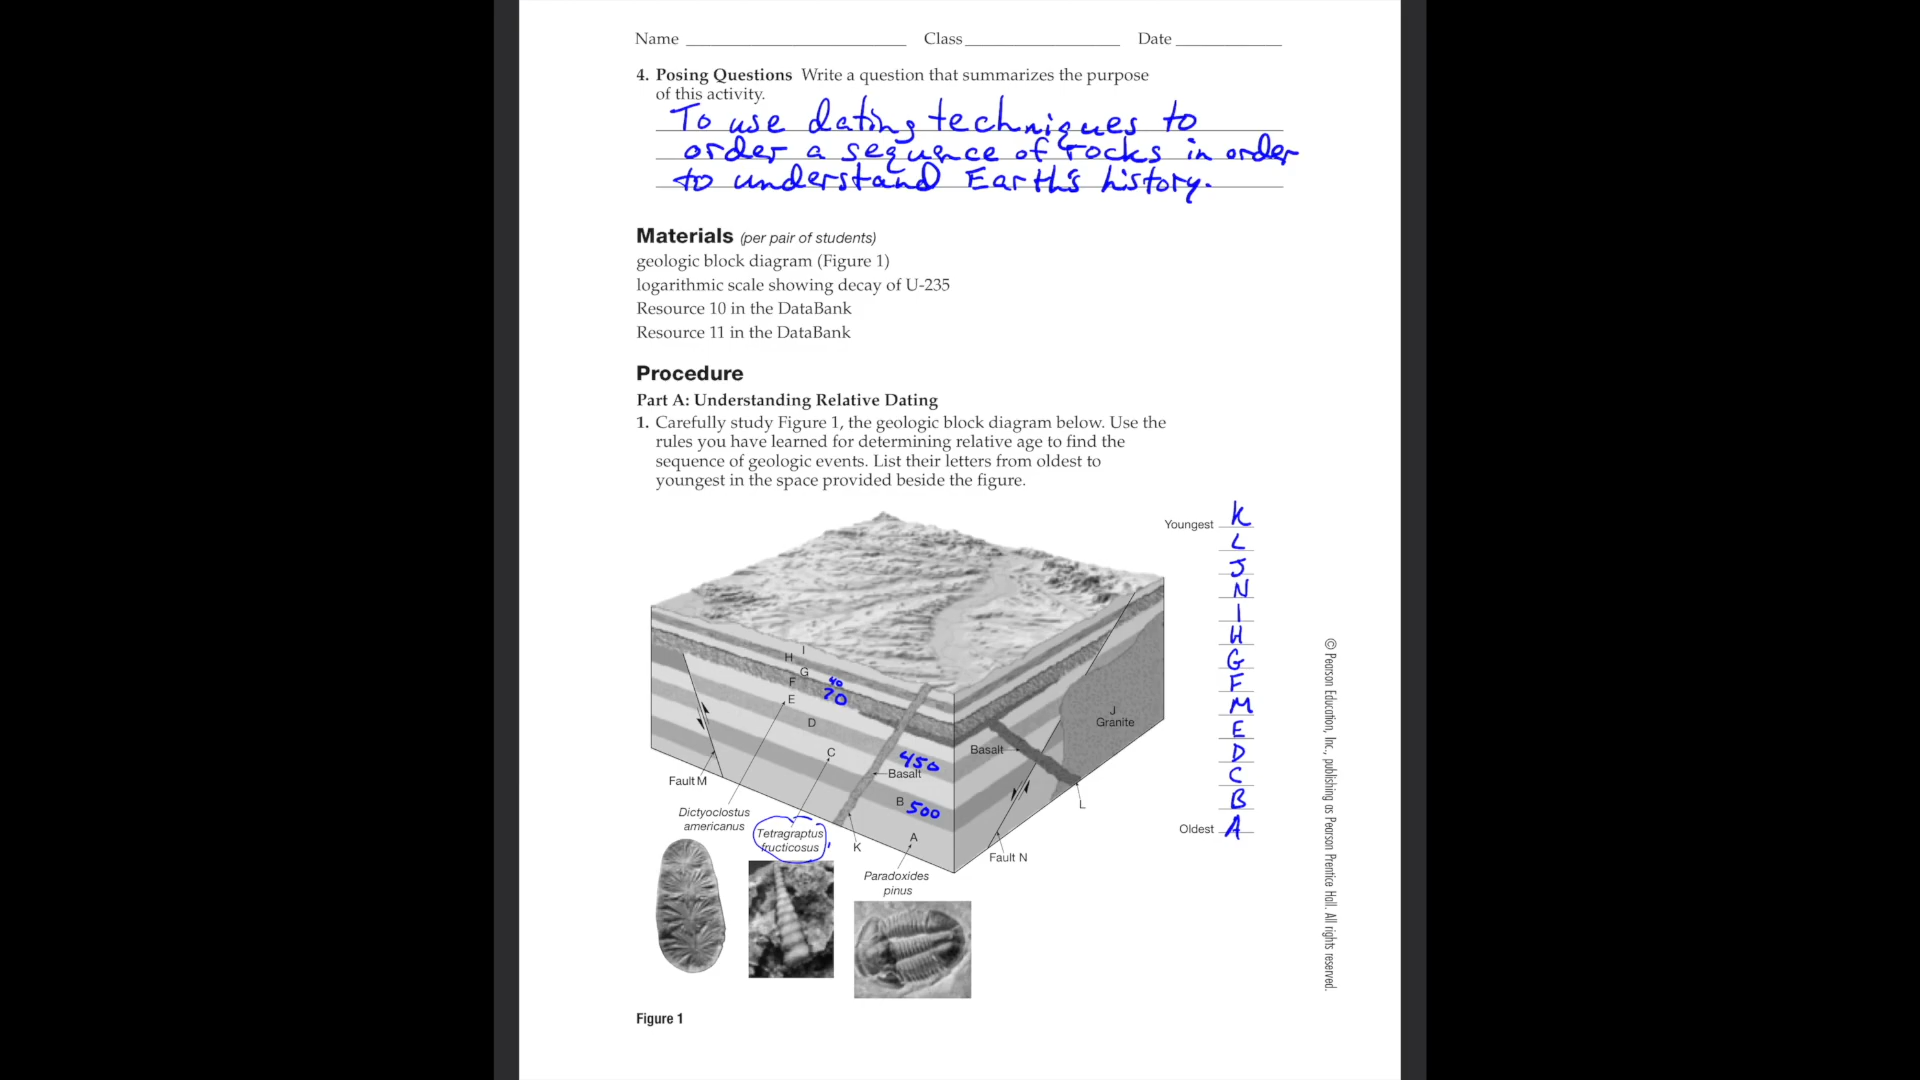 Name Class Date
4. Posing Questions Write a question that summarizes the purpose
of this activity.
To use dating techniques to
order a sequence of rocks in order
to understand Earth's history.
Materials (per pair of students)
geologic block diagram (Figure 1)
logarithmic scale showing decay of U-235
Resource 10 in the DataBank
Resource 11 in the DataBank
Procedure
Part A: Understanding Relative Dating
1. Carefully study Figure 1, the geologic block diagram below. Use the
rules you have learned for determining relative age to find the
sequence of geologic events. List their letters from oldest to
youngest in the space provided beside the figure.
Youngest K
L
J
N
I
H
G
F
M
E
D
C
B
Oldest A
I
H
G
F 40
E 70
D
C
450
Basalt
B 500
A
K
J
Granite
Basalt
L
Fault M
Fault N
Dictyoclostus
americanus
Tetragraptus
fructicosus
Paradoxides
pinus
Figure 1
© Pearson Education, Inc., publishing as Pearson Prentice Hall. All rights reserved.